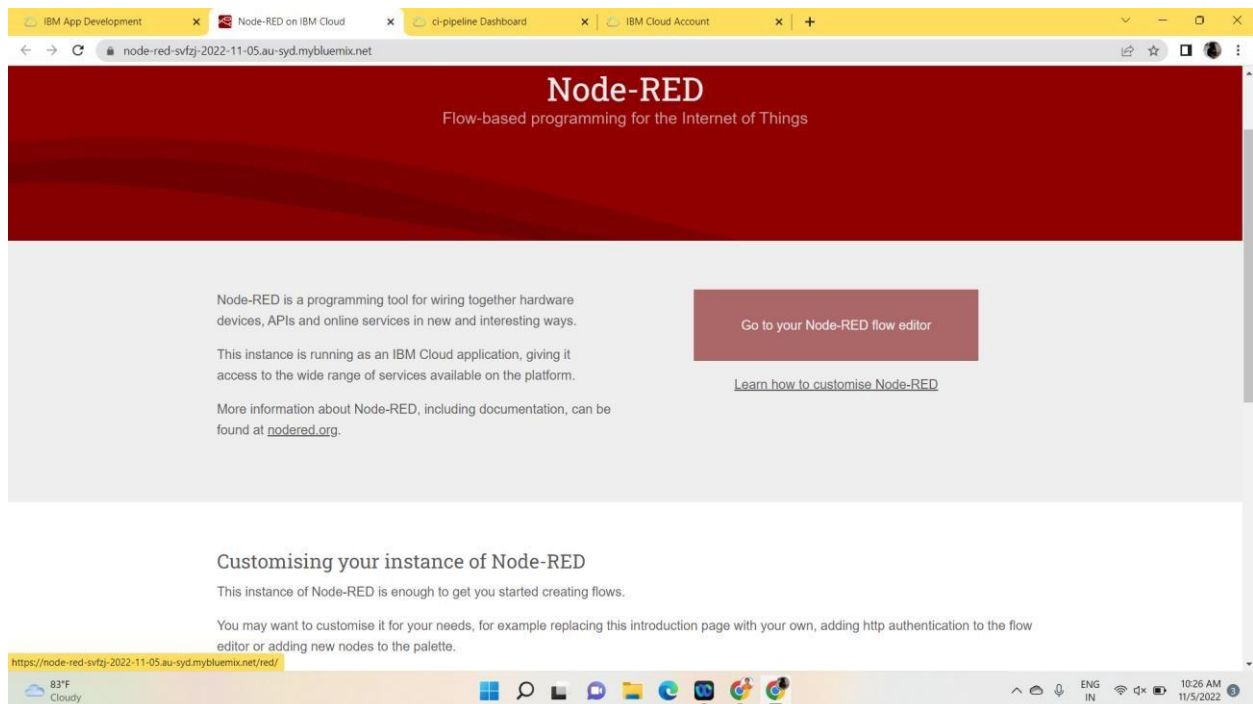 IBM App Development
Node-RED on IBM Cloud
ci-pipeline Dashboard
IBM Cloud Account
node-red-svfzj-2022-11-05.au-syd.mybluemix.net
Node-RED
Flow-based programming for the Internet of Things
Node-RED is a programming tool for wiring together hardware
devices, APIs and online services in new and interesting ways.
This instance is running as an IBM Cloud application, giving it
access to the wide range of services available on the platform.
More information about Node-RED, including documentation, can be
found at nodered.org.
Go to your Node-RED flow editor
Learn how to customise Node-RED
Customising your instance of Node-RED
This instance of Node-RED is enough to get you started creating flows.
You may want to customise it for your needs, for example replacing this introduction page with your own, adding http authentication to the flow
editor or adding new nodes to the palette.
https://node-red-svfzj-2022-11-05.au-syd.mybluemix.net/red/
83°F
Cloudy
ENG
IN
10:26 AM
11/5/2022
3